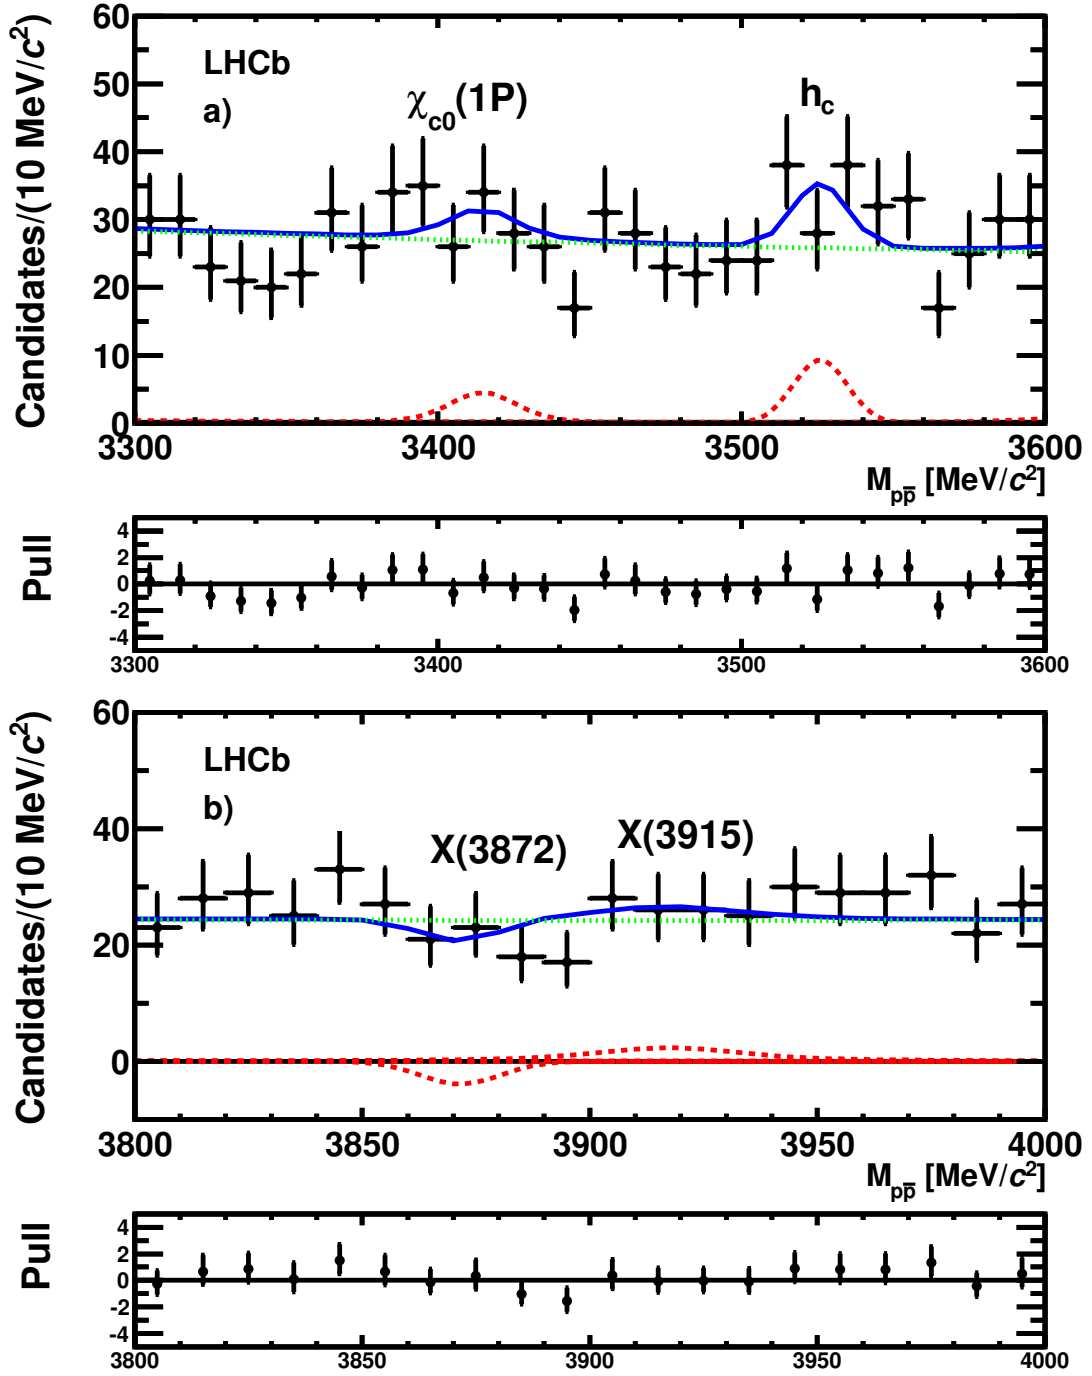 Candidates/(10 MeV/c²)
60
50
40
30
20
10
0
LHCb
a)
χc0(1P)
hc
3300 3400 3500 3600
Mpp̅ [MeV/c²]
Pull
4
2
0
-2
-4
3300 3400 3500 3600
Candidates/(10 MeV/c²)
60
40
20
0
LHCb
b)
X(3872)
X(3915)
3800 3850 3900 3950 4000
Mpp̅ [MeV/c²]
Pull
4
2
0
-2
-4
3800 3850 3900 3950 4000